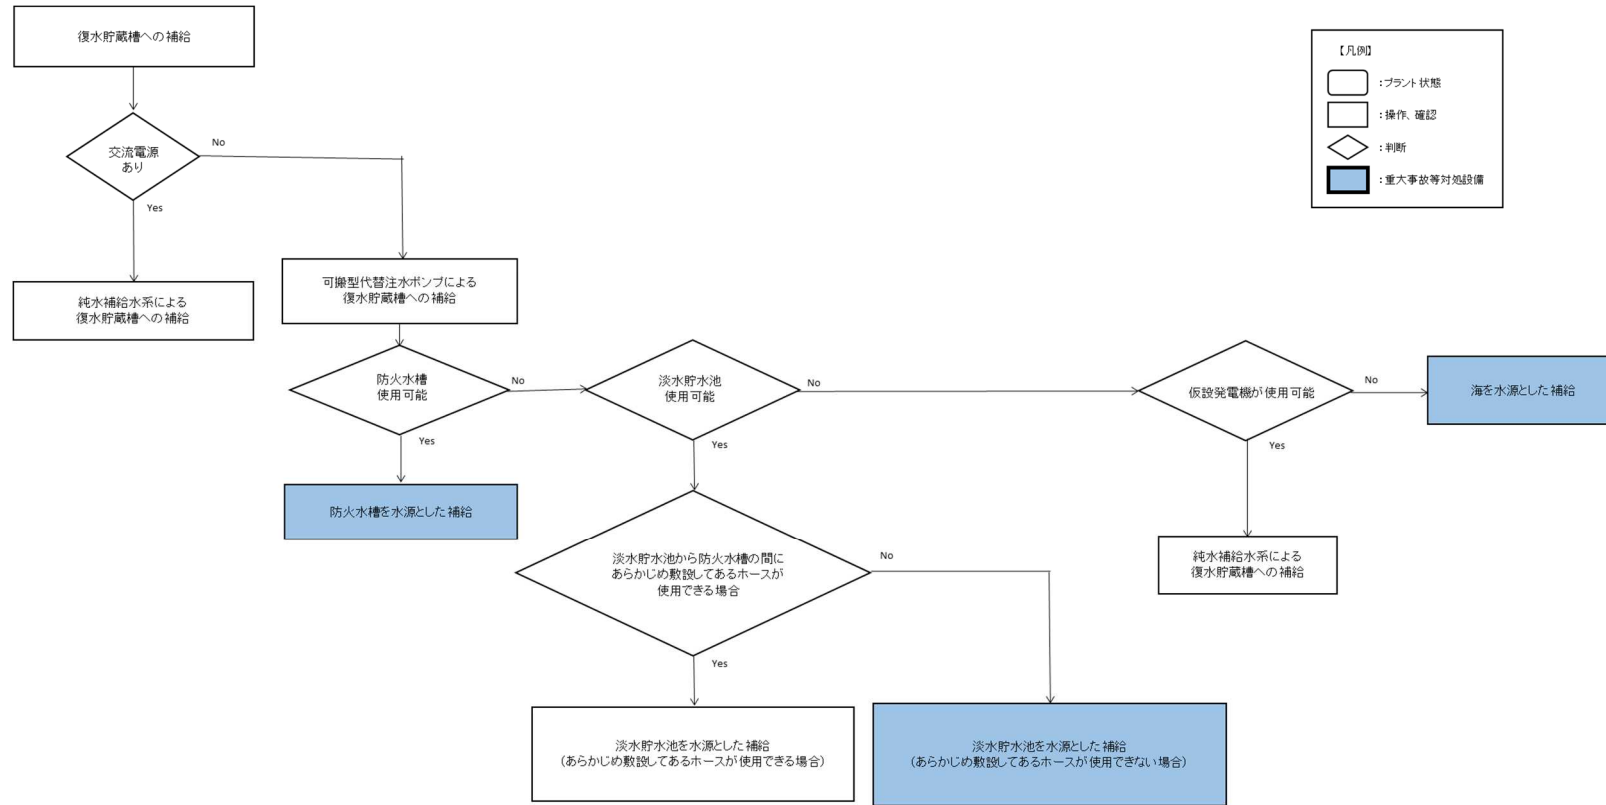 復水貯蔵槽への補給
【凡例】
：プラント状態
：操作、確認
：判断
：重大事故等対処設備
交流電源
あり
No
Yes
純水補給水系による
復水貯蔵槽への補給
可搬型代替注水ポンプによる
復水貯蔵槽への補給
防火水槽
使用可能
No
Yes
淡水貯水池
使用可能
No
Yes
仮設発電機が使用可能
No
Yes
海を水源とした補給
防火水槽を水源とした補給
淡水貯水池から防火水槽の間に
あらかじめ敷設してあるホースが
使用できる場合
No
Yes
純水補給水系による
復水貯蔵槽への補給
淡水貯水池を水源とした補給
（あらかじめ敷設してあるホースが使用できる場合）
淡水貯水池を水源とした補給
（あらかじめ敷設してあるホースが使用できない場合）